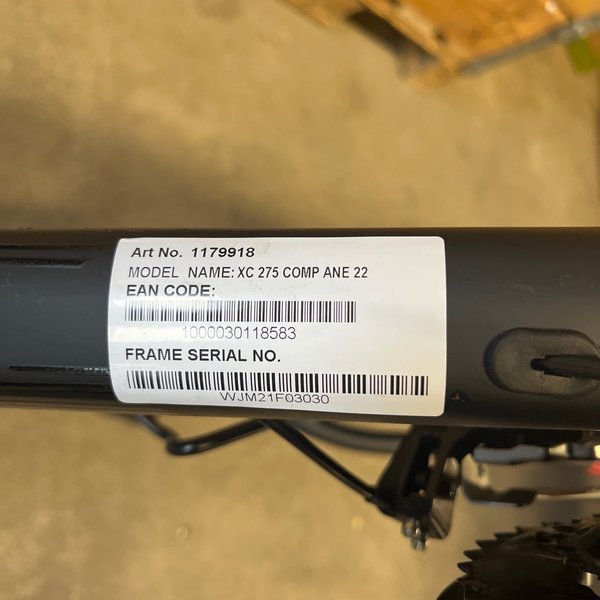 Art No. 1179918
MODEL NAME: XC 275 COMP ANE 22
EAN CODE:
1000030118583
FRAME SERIAL NO.
WJM21F03030